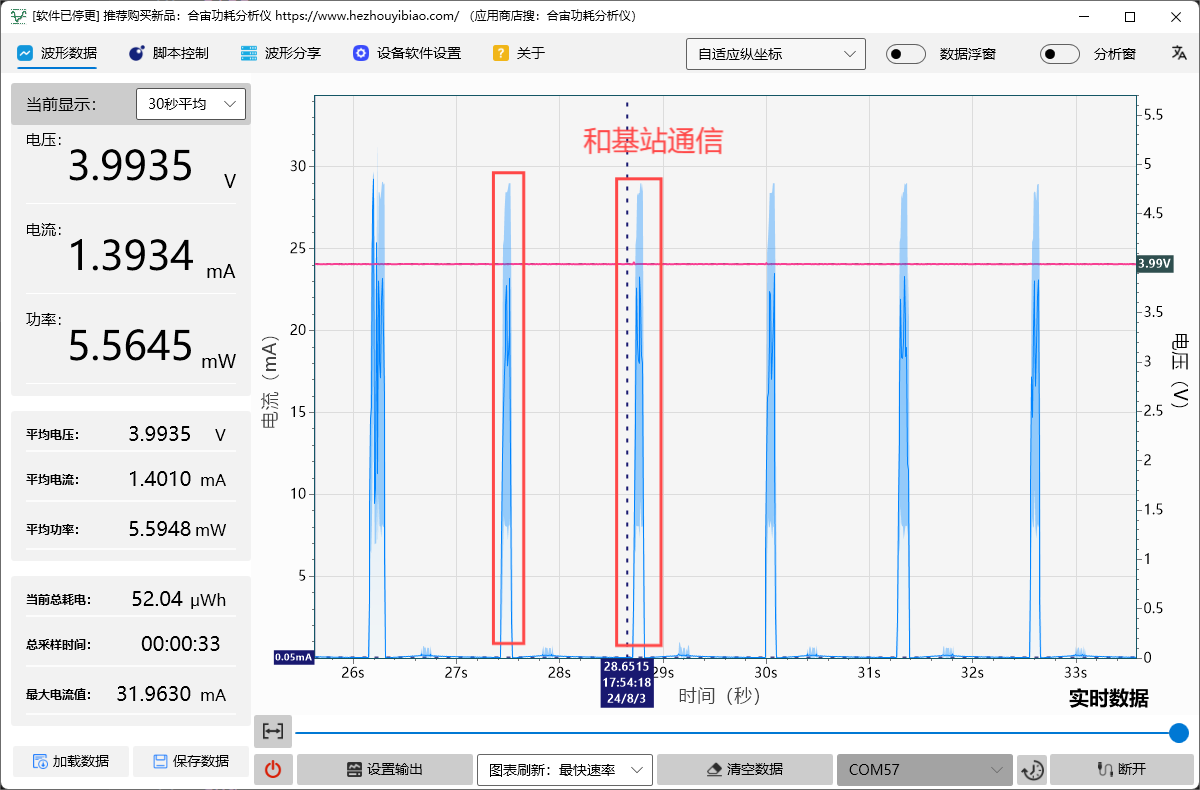 [软件已停更] 推荐购买新品：合宙功耗分析仪 https://www.hezhouyibiao.com/ （应用商店搜：合宙功耗分析仪）
波形数据 脚本控制 波形分享 设备软件设置 ? 关于 自适应纵坐标 数据浮窗 分析窗
当前显示: 30秒平均
电压:
3.9935 V
电流:
1.3934 mA
功率:
5.5645 mW
平均电压: 3.9935 V
平均电流: 1.4010 mA
平均功率: 5.5948 mW
当前总耗电: 52.04 μWh
总采样时间: 00:00:33
最大电流值: 31.9630 mA
加载数据 保存数据
和基站通信
电流（mA）
30
25
20
15
10
5
0.05mA
5.5
5
4.5
3.99V
3.5
3
2.5
2
1.5
1
0.5
0
电压（V）
26s 27s 28s 29s 30s 31s 32s 33s
28.6515
17:54:18
24/8/3
时间（秒）
实时数据
设置输出 图表刷新：最快速率 清空数据 COM57 断开